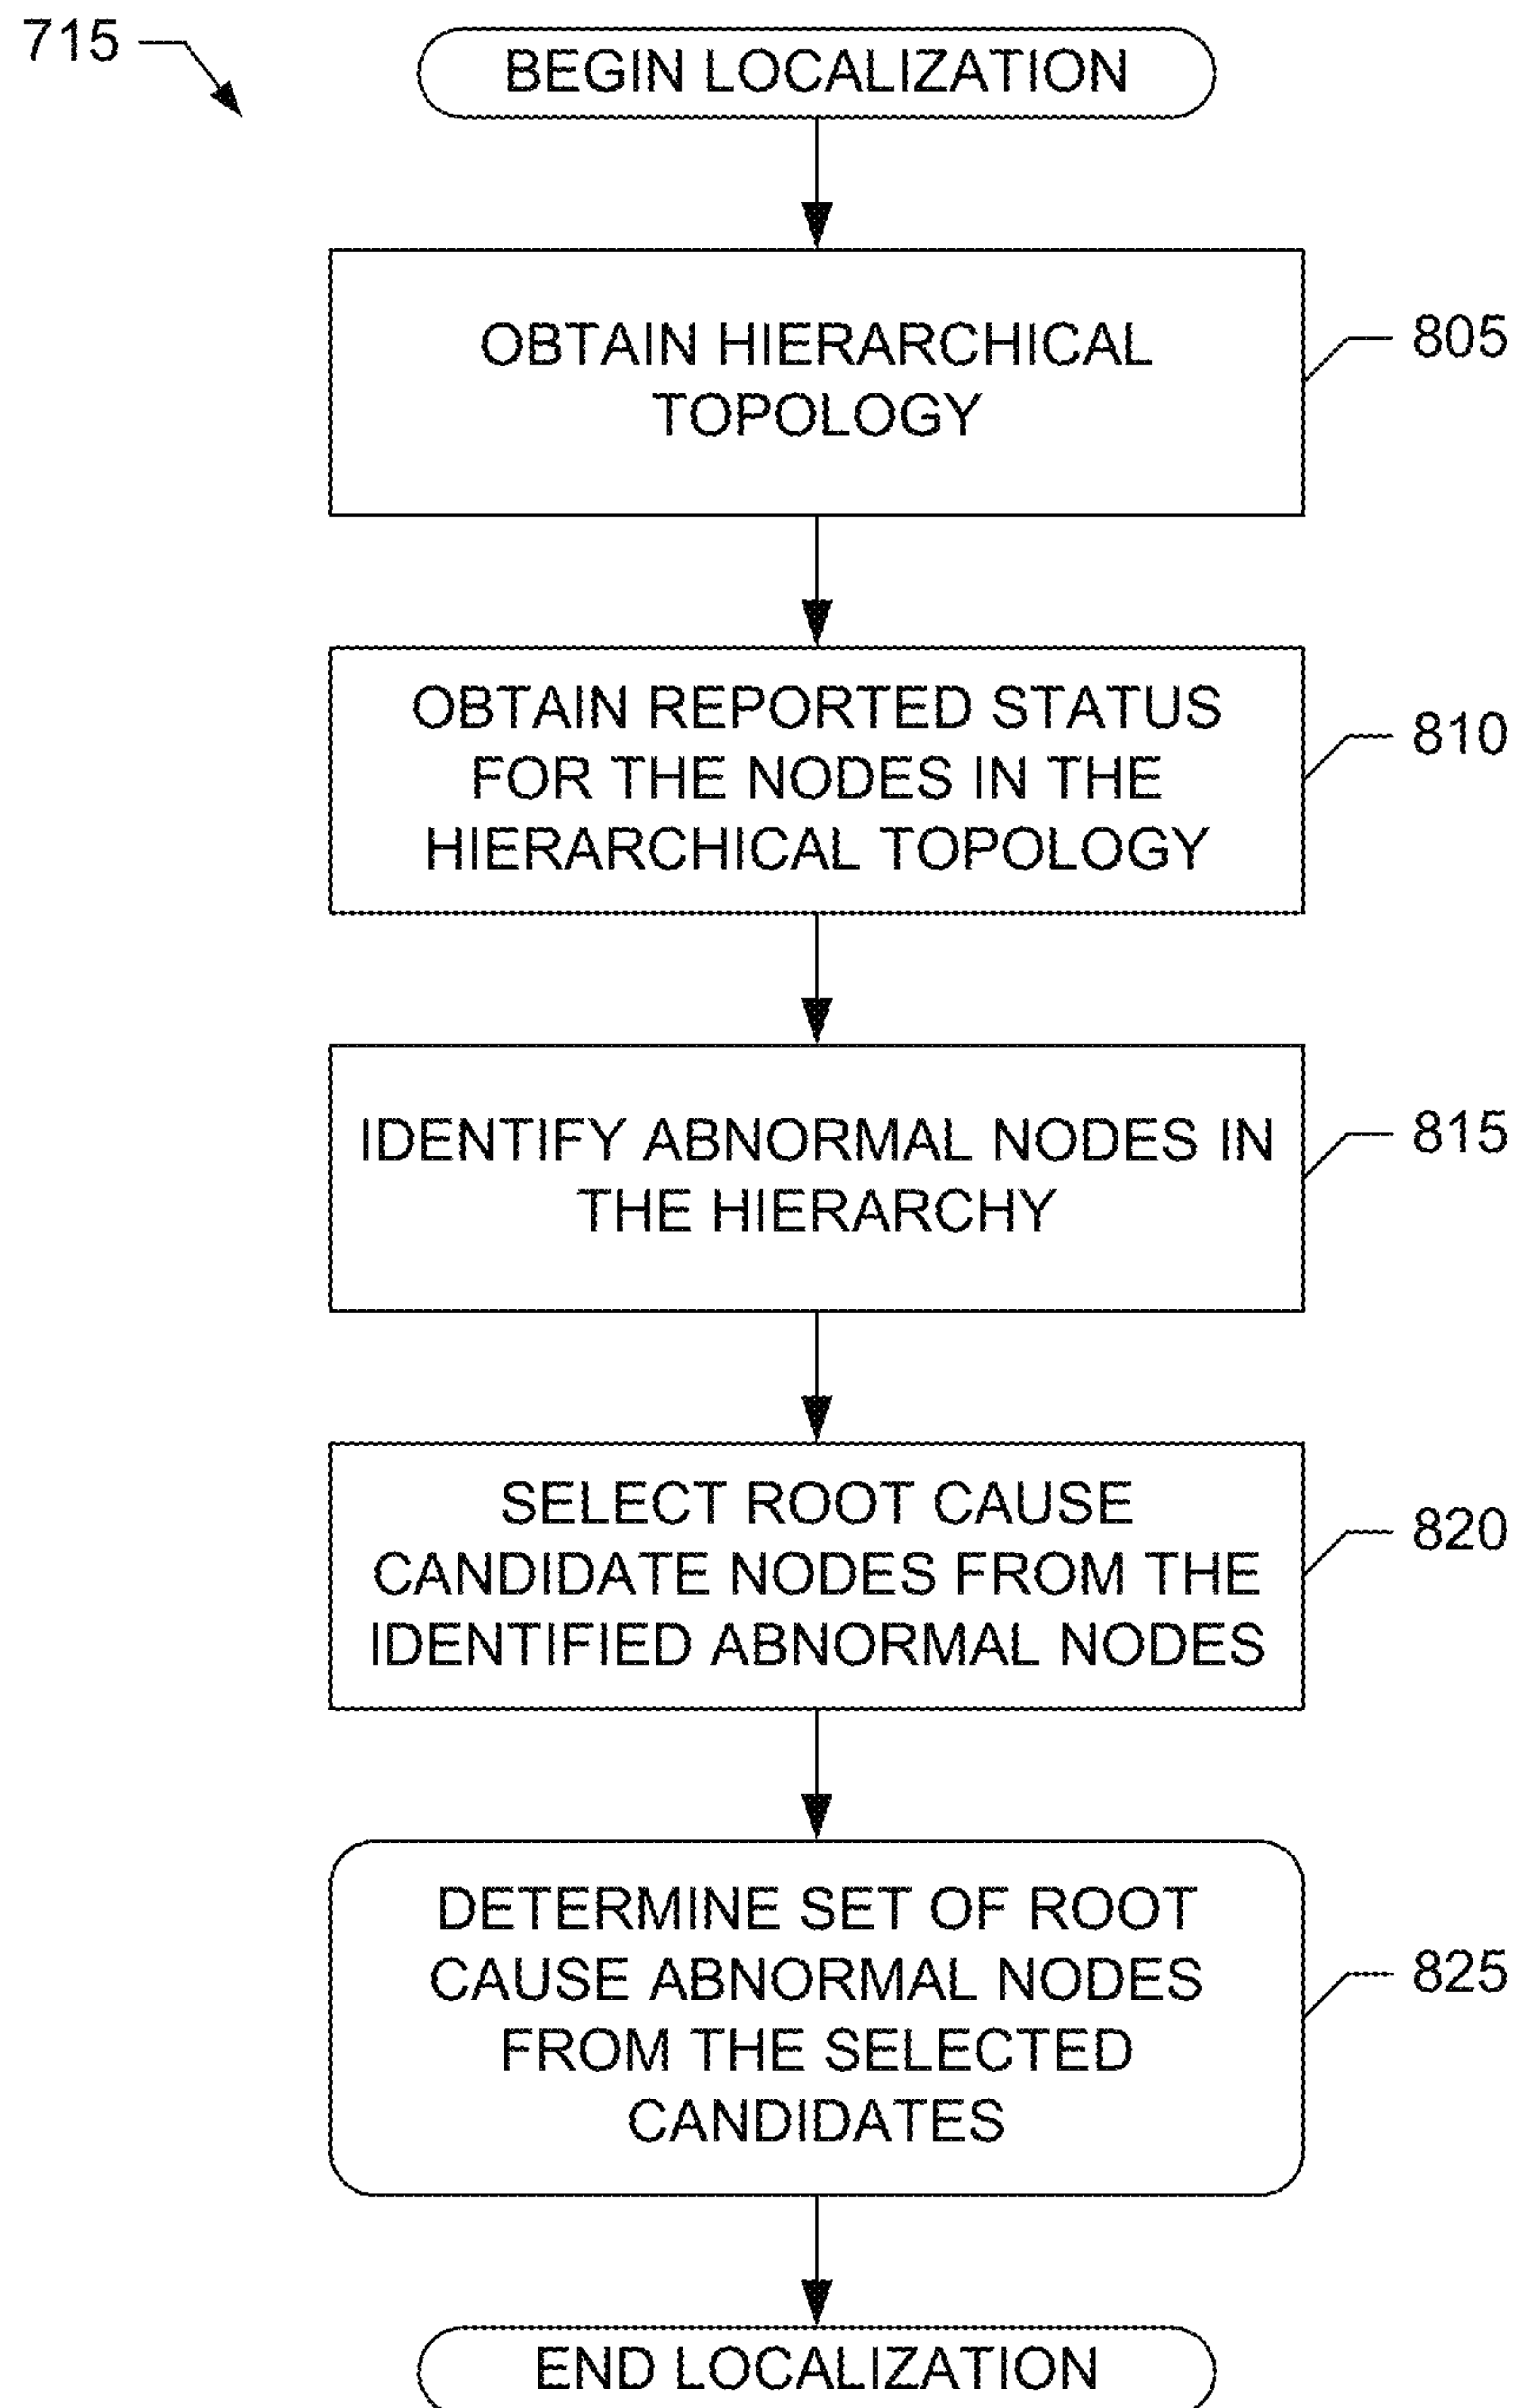 715
BEGIN LOCALIZATION
OBTAIN HIERARCHICAL
TOPOLOGY
805
OBTAIN REPORTED STATUS
FOR THE NODES IN THE
HIERARCHICAL TOPOLOGY
810
IDENTIFY ABNORMAL NODES IN
THE HIERARCHY
815
SELECT ROOT CAUSE
CANDIDATE NODES FROM THE
IDENTIFIED ABNORMAL NODES
820
DETERMINE SET OF ROOT
CAUSE ABNORMAL NODES
FROM THE SELECTED
CANDIDATES
825
END LOCALIZATION